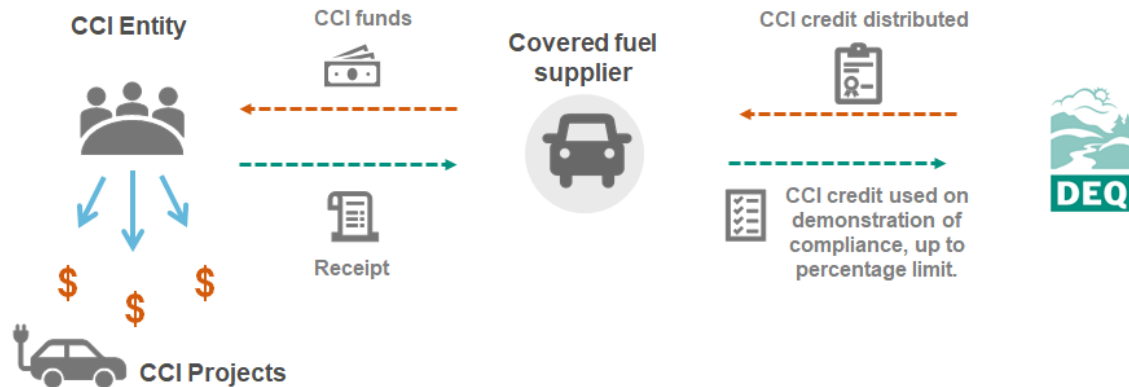 CCI Entity
CCI funds
Covered fuel
supplier
CCI credit distributed
Receipt
CCI credit used on
demonstration of
compliance, up to
percentage limit.
DEQ
$
$
$
CCI Projects